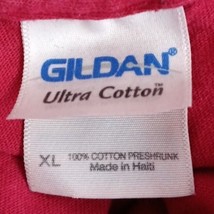 GILDAN®
Ultra Cotton™
XL 100% COTTON PRESHRUNK
Made in Haiti